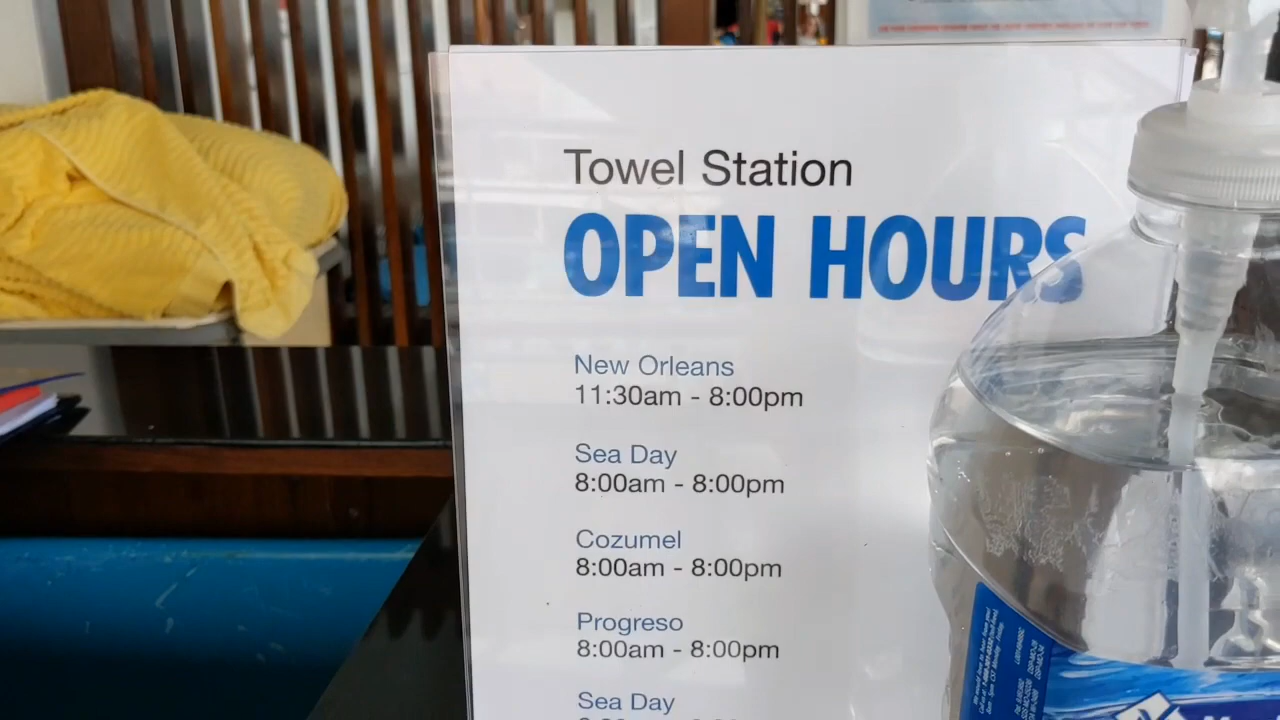 Towel Station
OPEN HOURS
New Orleans
11:30am - 8:00pm
Sea Day
8:00am - 8:00pm
Cozumel
8:00am - 8:00pm
Progreso
8:00am - 8:00pm
Sea Day